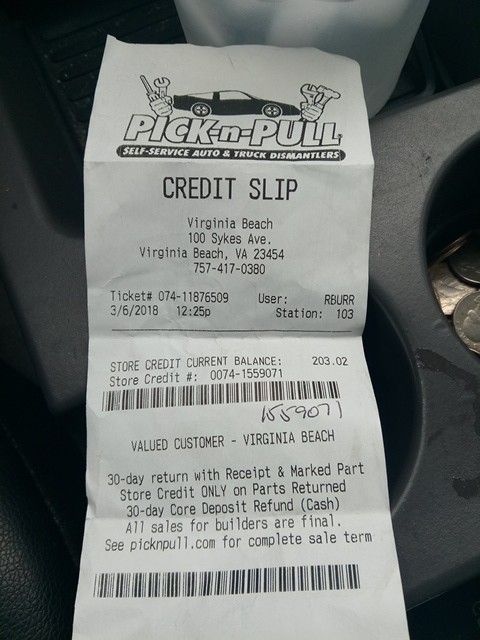 PICK-n-PULL
SELF-SERVICE AUTO & TRUCK DISMANTLERS
CREDIT SLIP
Virginia Beach
100 Sykes Ave.
Virginia Beach, VA 23454
757-417-0380
Ticket# 074-11876509 User: RBURR
3/6/2018 12:25p Station: 103
STORE CREDIT CURRENT BALANCE: 203.02
Store Credit #: 0074-1559071
1559071
VALUED CUSTOMER - VIRGINIA BEACH
30-day return with Receipt & Marked Part
Store Credit ONLY on Parts Returned
30-day Core Deposit Refund (Cash)
All sales for builders are final.
See picknpull.com for complete sale term